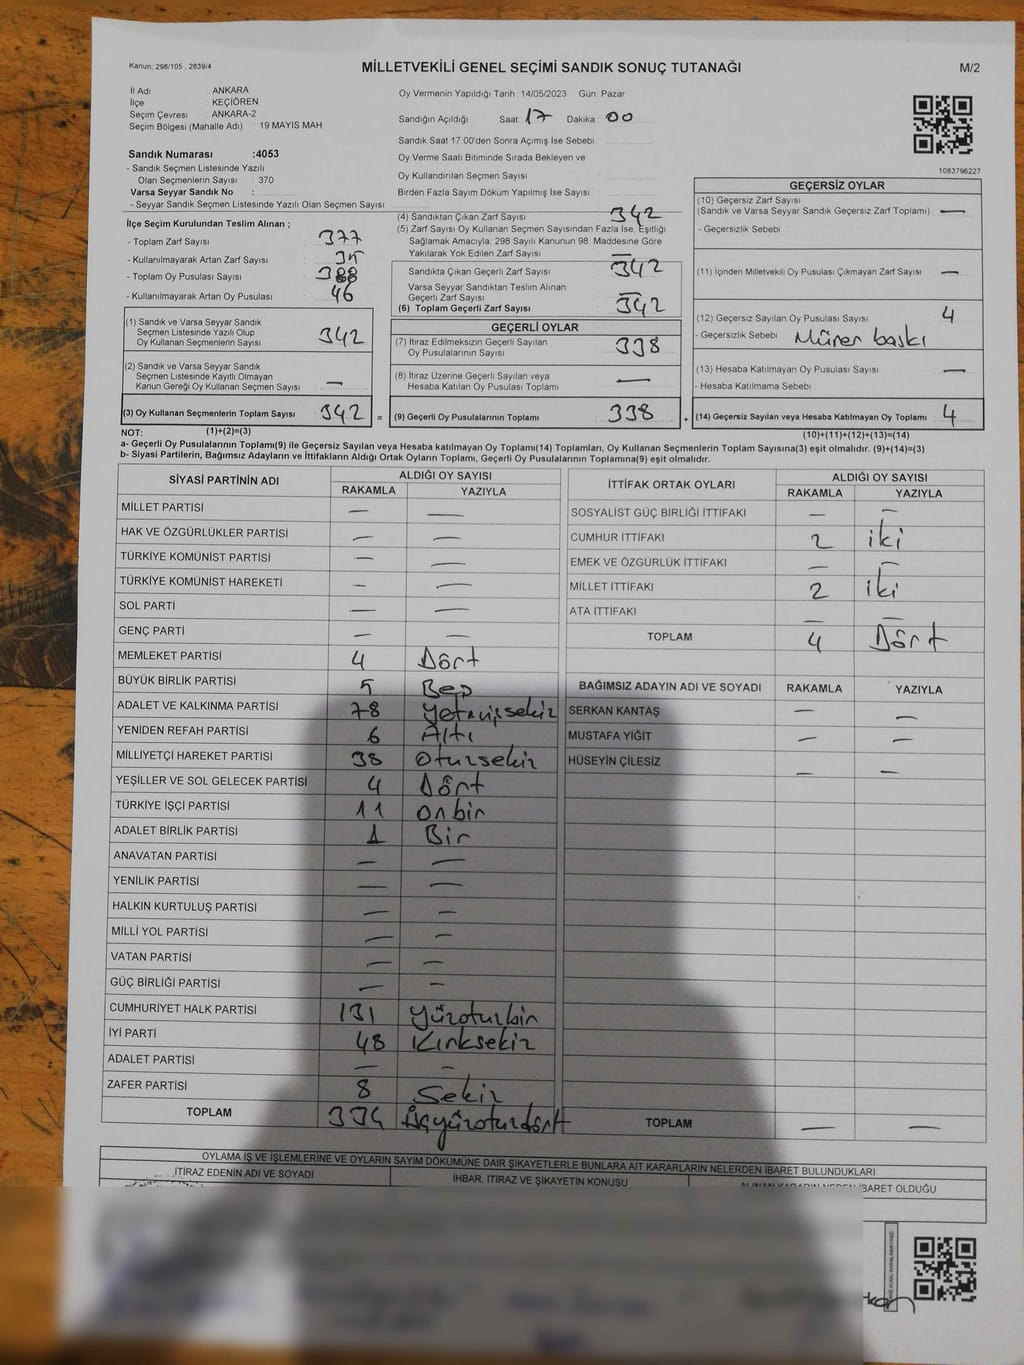 Kanun: 298/105 , 2839/4
MİLLETVEKİLİ GENEL SEÇİMİ SANDIK SONUÇ TUTANAĞI
M/2
İl Adı : ANKARA
İlçe : KEÇİÖREN
Seçim Çevresi : ANKARA-2
Seçim Bölgesi (Mahalle Adı) : 19 MAYIS MAH.
Sandık Numarası :4053
- Sandık Seçmen Listesinde Yazılı
Olan Seçmenlerin Sayısı : 370
Varsa Seyyar Sandık No :
- Seyyar Sandık Seçmen Listesinde Yazılı Olan Seçmen Sayısı :
Oy Vermenin Yapıldığı Tarih : 14/05/2023 Gün: Pazar
Sandığın Açıldığı Saat: 17 Dakika : 00
Sandık Saat 17:00'den Sonra Açımış İse Sebebi :
Oy Verme Saati Bitiminde Sırada Bekleyen ve
Oy Kullandırılan Seçmen Sayısı
Birden Fazla Sayım Döküm Yapılmış İse Sayısı :
1083796227
İlçe Seçim Kurulundan Teslim Alınan ;
- Toplam Zarf Sayısı : 377
- Kullanılmayarak Artan Zarf Sayısı : 35
- Toplam Oy Pusulası Sayısı : 388
- Kullanılmayarak Artan Oy Pusulası : 46
(1) Sandık ve Varsa Seyyar Sandık
Seçmen Listesinde Yazılı Olup
Oy Kullanan Seçmenlerin Sayısı : 342
(2) Sandık ve Varsa Seyyar Sandık
Seçmen Listesinde Kayıtlı Olmayan
Kanun Gereği Oy Kullanan Seçmen Sayısı : —
(3) Oy Kullanan Seçmenlerin Toplam Sayısı : 342 =
(1)+(2)=(3)
(4) Sandıktan Çıkan Zarf Sayısı : 342
(5) Zarf Sayısı Oy Kullanan Seçmen Sayısından Fazla İse, Eşitliği
Sağlamak Amacıyla; 298 Sayılı Kanunun 98. Maddesine Göre
Yakılarak Yok Edilen Zarf Sayısı : —
Sandıkta Çıkan Geçerli Zarf Sayısı : 342
Varsa Seyyar Sandıktan Teslim Alınan
Geçerli Zarf Sayısı : —
(6) Toplam Geçerli Zarf Sayısı : 342
GEÇERLİ OYLAR
(7) İtiraz Edilmeksizin Geçerli Sayılan
Oy Pusulalarının Sayısı : 338
(8) İtiraz Üzerine Geçerli Sayılan veya
Hesaba Katılan Oy Pusulası Toplamı : —
(9) Geçerli Oy Pusulalarının Toplamı : 338 +
GEÇERSİZ OYLAR
(10) Geçersiz Zarf Sayısı
(Sandık ve Varsa Seyyar Sandık Geçersiz Zarf Toplamı) : —
- Geçersizlik Sebebi :
(11) İçinden Milletvekili Oy Pusulası Çıkmayan Zarf Sayısı : —
(12) Geçersiz Sayılan Oy Pusulası Sayısı : 4
- Geçersizlik Sebebi : Mürer baskı
(13) Hesaba Katılmayan Oy Pusulası Sayısı : —
- Hesaba Katılmama Sebebi :
(14) Geçersiz Sayılan veya Hesaba Katılmayan Oy Toplamı : 4
(10)+(11)+(12)+(13)=(14)
NOT:
a- Geçerli Oy Pusulalarının Toplamı(9) ile Geçersiz Sayılan veya Hesaba katılmayan Oy Toplamı(14) Toplamları, Oy Kullanan Seçmenlerin Toplam Sayısına(3) eşit olmalıdır. (9)+(14)=(3)
b- Siyasi Partilerin, Bağımsız Adayların ve İttifakların Aldığı Ortak Oyların Toplamı, Geçerli Oy Pusulalarının Toplamına(9) eşit olmalıdır.
SİYASİ PARTİNİN ADI ALDIĞI OY SAYISI
RAKAMLA YAZIYLA
MİLLET PARTİSİ — —
HAK VE ÖZGÜRLÜKLER PARTİSİ — —
TÜRKİYE KOMÜNİST PARTİSİ — —
TÜRKİYE KOMÜNİST HAREKETİ — —
SOL PARTİ — —
GENÇ PARTİ — —
MEMLEKET PARTİSİ 4 Dört
BÜYÜK BİRLİK PARTİSİ 5 Beş
ADALET VE KALKINMA PARTİSİ 78 Yetmişsekiz
YENİDEN REFAH PARTİSİ 6 Altı
MİLLİYETÇİ HAREKET PARTİSİ 38 Otuzsekiz
YEŞİLLER VE SOL GELECEK PARTİSİ 4 Dört
TÜRKİYE İŞÇİ PARTİSİ 11 Onbir
ADALET BİRLİK PARTİSİ 1 Bir
ANAVATAN PARTİSİ — —
YENİLİK PARTİSİ — —
HALKIN KURTULUŞ PARTİSİ — —
MİLLİ YOL PARTİSİ — —
VATAN PARTİSİ — —
GÜÇ BİRLİĞİ PARTİSİ — —
CUMHURİYET HALK PARTİSİ 131 Yüzotuzbir
İYİ PARTİ 48 Kırksekiz
ADALET PARTİSİ — —
ZAFER PARTİSİ 8 Sekiz
TOPLAM 334 Üçyüzotuzdört
İTTİFAK ORTAK OYLARI ALDIĞI OY SAYISI
RAKAMLA YAZIYLA
SOSYALİST GÜÇ BİRLİĞİ İTTİFAKI — —
CUMHUR İTTİFAKI 2 iki
EMEK VE ÖZGÜRLÜK İTTİFAKI — —
MİLLET İTTİFAKI 2 iki
ATA İTTİFAKI — —
TOPLAM 4 Dört
BAĞIMSIZ ADAYIN ADI VE SOYADI RAKAMLA YAZIYLA
SERKAN KANTAŞ — —
MUSTAFA YİĞİT — —
HÜSEYİN ÇİLESİZ — —
TOPLAM — —
OYLAMA İŞ VE İŞLEMLERİNE VE OYLARIN SAYIM DÖKÜMÜNE DAİR ŞİKAYETLERLE BUNLARA AİT KARARLARIN NELERDEN İBARET BULUNDUKLARI
İTİRAZ EDENİN ADI VE SOYADI İHBAR, İTİRAZ VE ŞİKAYETİN KONUSU ALINAN KARARIN NEDEN İBARET OLDUĞU